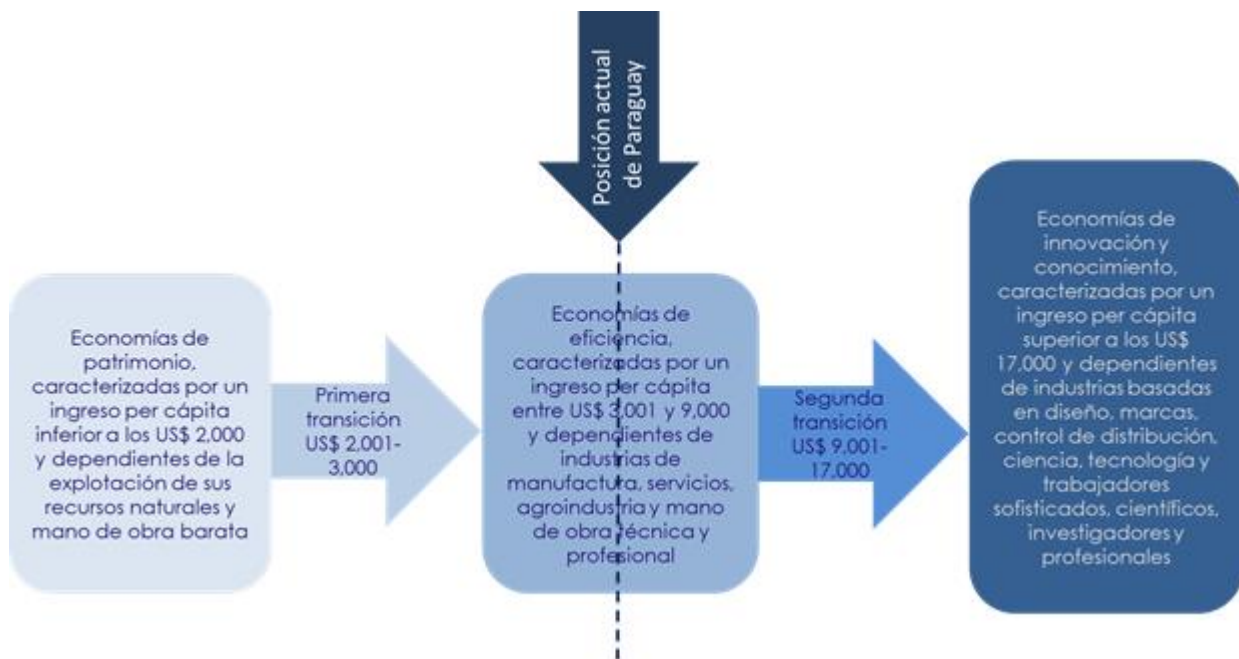 Posición actual
de Paraguay
Economías de
patrimonio,
caracterizadas por un
ingreso per cápita
inferior a los US$ 2,000
y dependientes de la
explotación de sus
recursos naturales y
mano de obra barata
Primera
transición
US$ 2,001-
3,000
Economías de
eficiencia,
caracterizadas por un
ingreso per cápita
entre US$ 3,001 y 9,000
y dependientes de
industrias de
manufactura, servicios,
agroindustria y mano
de obra técnica y
profesional
Segunda
transición
US$ 9,001-
17,000
Economías de
innovación y
conocimiento,
caracterizadas por un
ingreso per cápita
superior a los US$
17,000 y dependientes
de industrias basadas
en diseño, marcas,
control de distribución,
ciencia, tecnología y
trabajadores
sofisticados, científicos,
investigadores y
profesionales